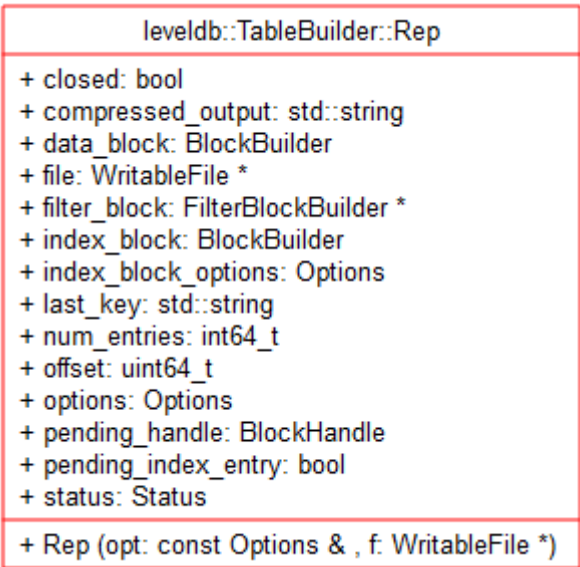 leveldb::TableBuilder::Rep
+ closed: bool
+ compressed_output: std::string
+ data_block: BlockBuilder
+ file: WritableFile *
+ filter_block: FilterBlockBuilder *
+ index_block: BlockBuilder
+ index_block_options: Options
+ last_key: std::string
+ num_entries: int64_t
+ offset: uint64_t
+ options: Options
+ pending_handle: BlockHandle
+ pending_index_entry: bool
+ status: Status
+ Rep (opt: const Options & , f: WritableFile *)